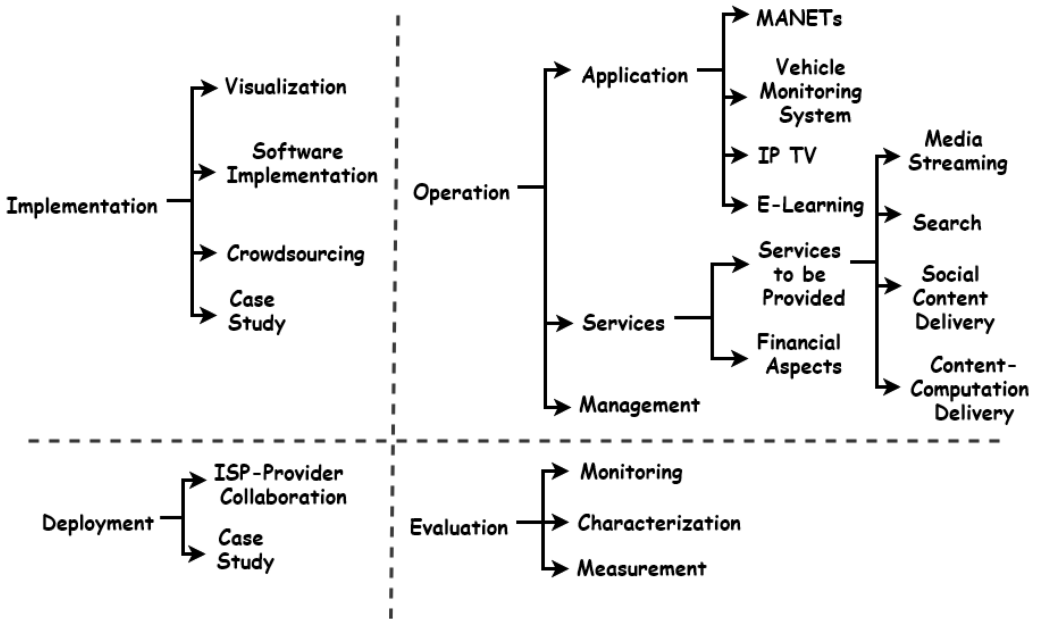 Implementation
Visualization
Software
Implementation
Crowdsourcing
Case
Study
Operation
Application
MANETs
Vehicle
Monitoring
System
IP TV
E-Learning
Services
Services
to be
Provided
Media
Streaming
Search
Social
Content
Delivery
Content-
Computation
Delivery
Financial
Aspects
Management
Deployment
ISP-Provider
Collaboration
Case
Study
Evaluation
Monitoring
Characterization
Measurement